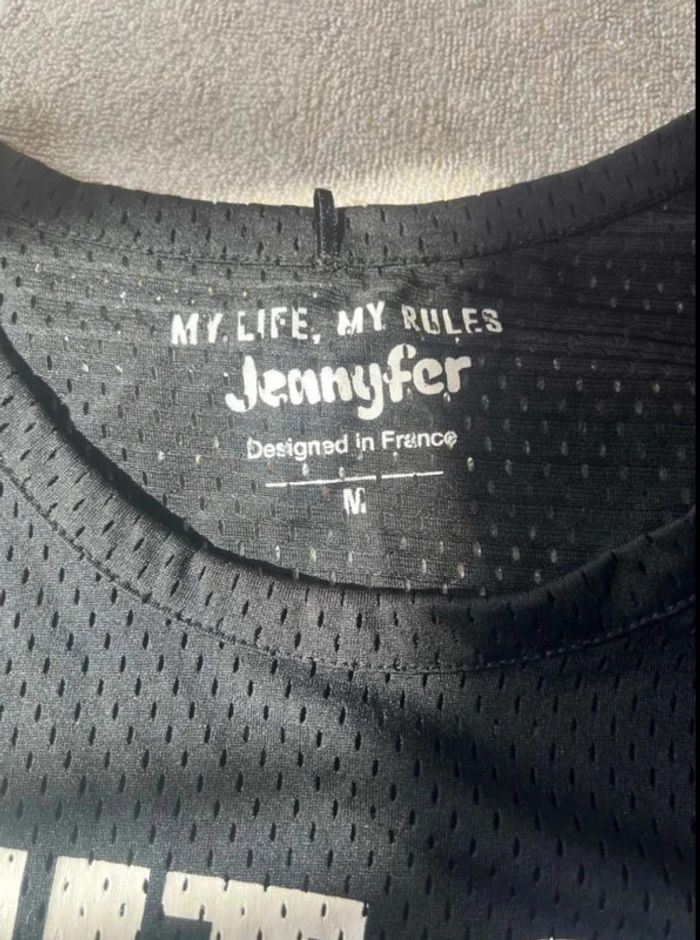 MY LIFE, MY RULES
Jennyfer
Designed in France
M